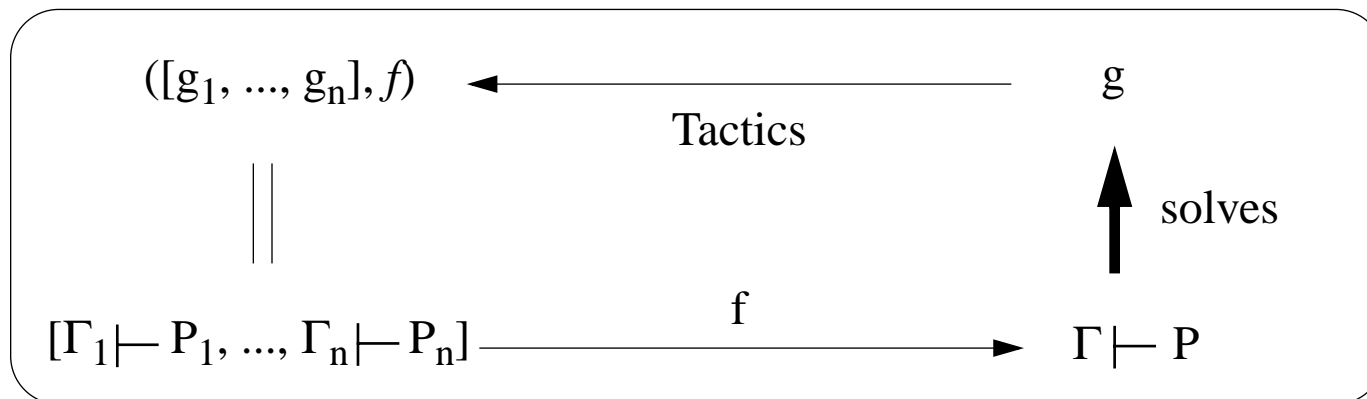 ([g₁, ..., gₙ], f) g
Tactics
solves
f
[Γ₁ ⊢ P₁, ..., Γₙ ⊢ Pₙ] Γ ⊢ P